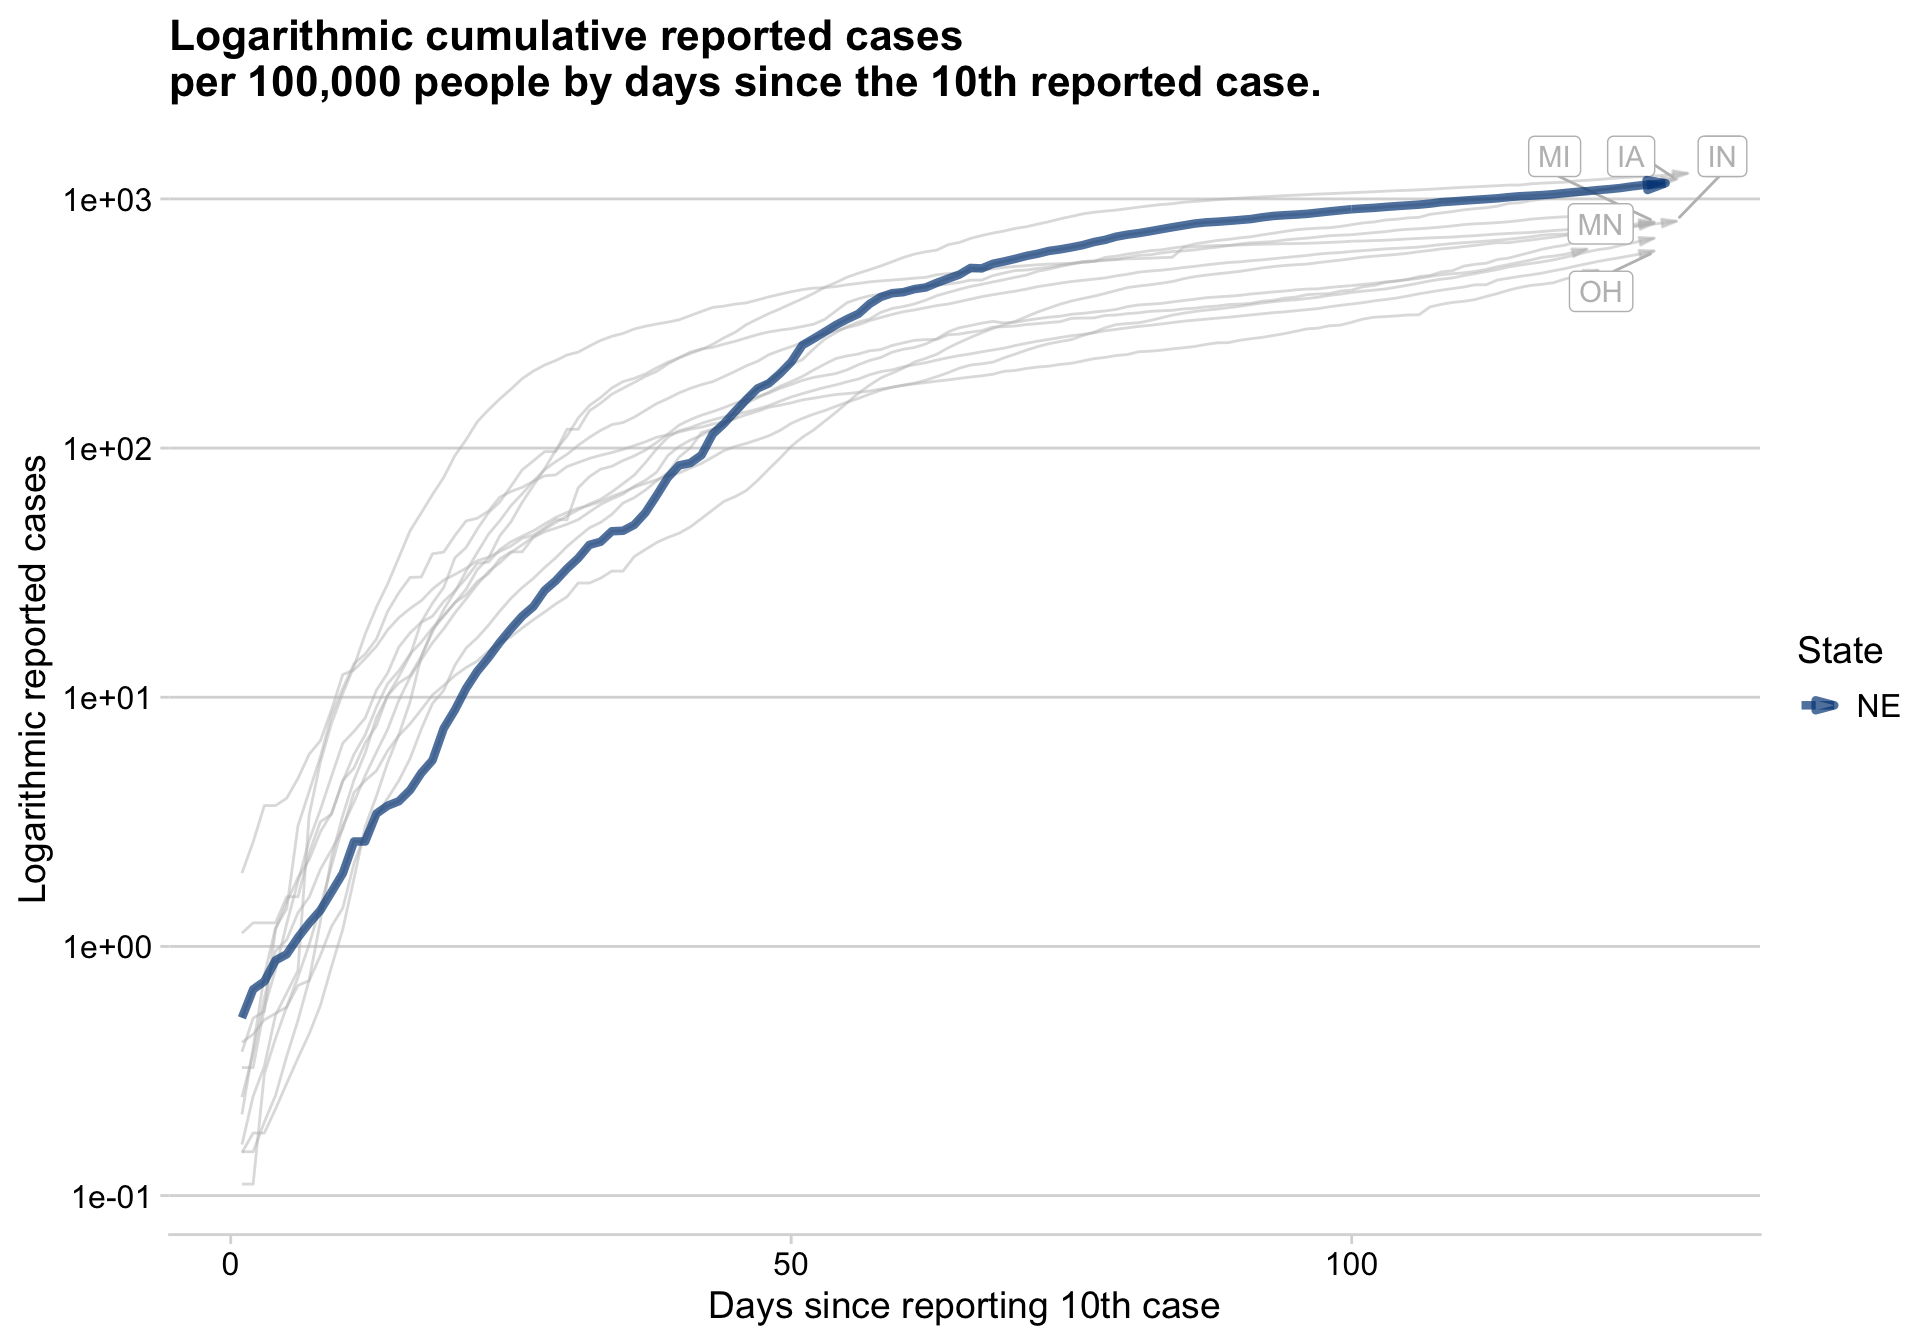 Logarithmic cumulative reported cases
per 100,000 people by days since the 10th reported case.
MI
IA
IN
MN
OH
1e+03
1e+02
1e+01
1e+00
1e-01
Logarithmic reported cases
0
50
100
Days since reporting 10th case
State
NE